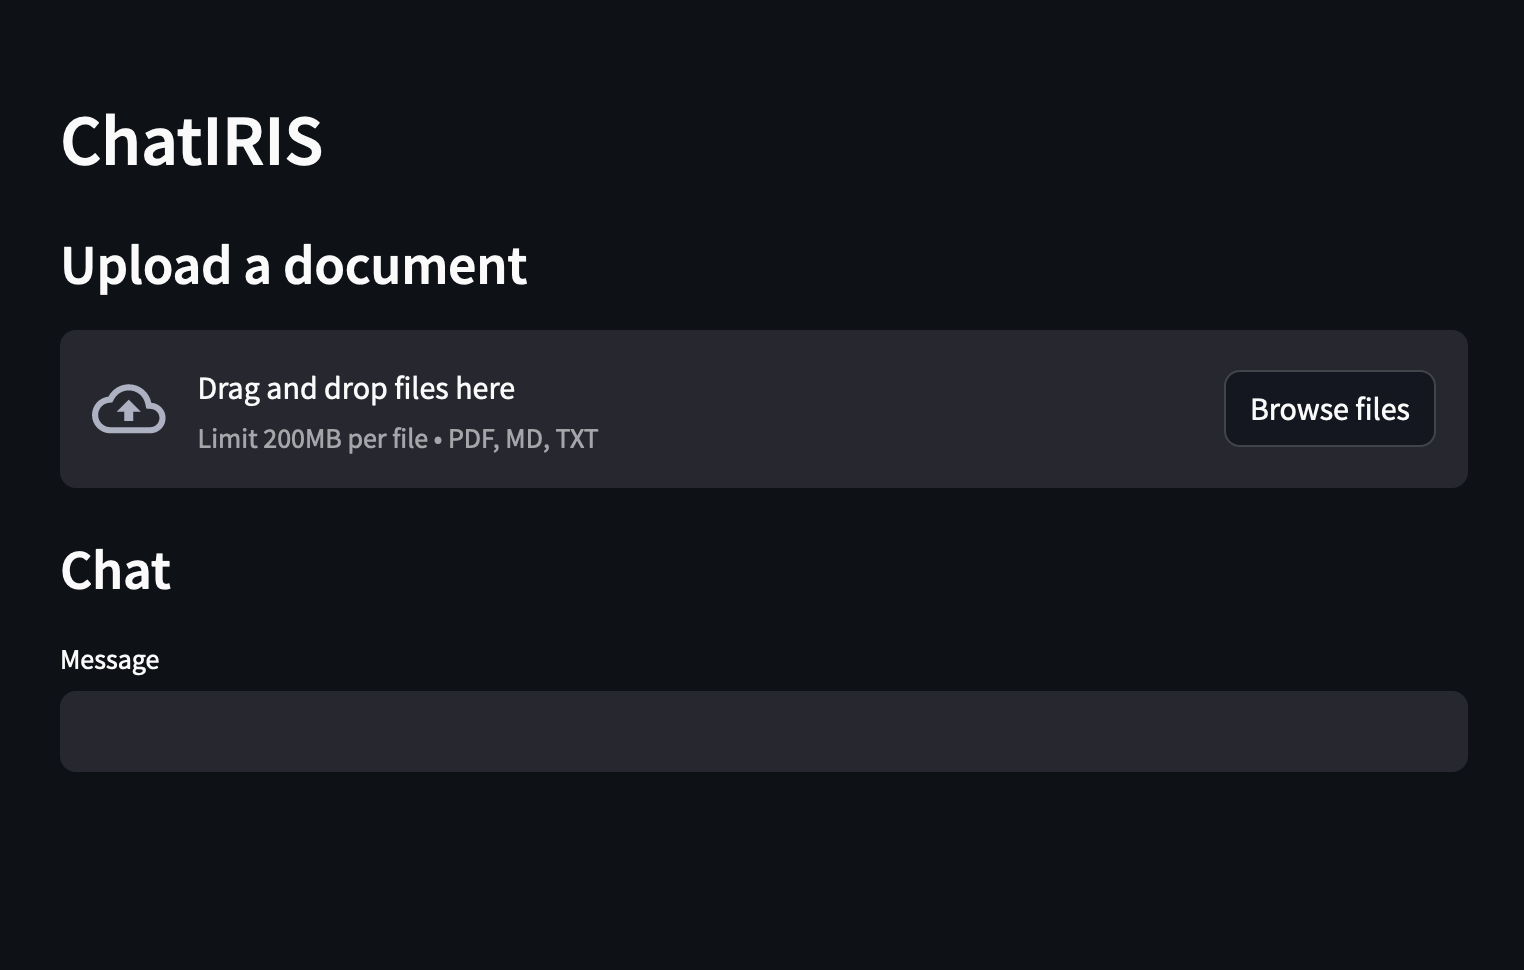 ChatIRIS
Upload a document
Drag and drop files here
Limit 200MB per file • PDF, MD, TXT
Browse files
Chat
Message